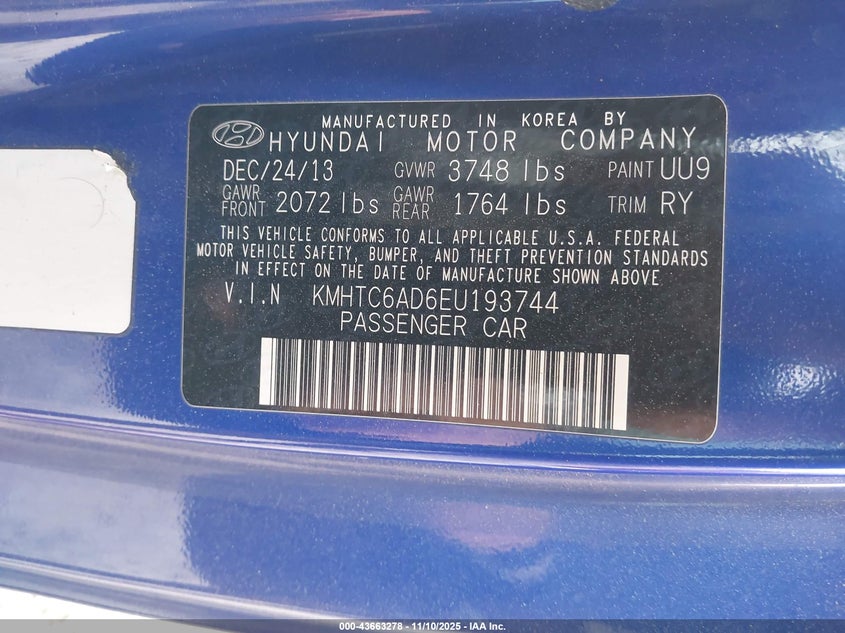 MANUFACTURED IN KOREA BY
HYUNDAI MOTOR COMPANY
DEC/24/13 GVWR 3748 lbs PAINT UU9
GAWR FRONT 2072 lbs GAWR REAR 1764 lbs TRIM RY
THIS VEHICLE CONFORMS TO ALL APPLICABLE U.S.A. FEDERAL
MOTOR VEHICLE SAFETY, BUMPER, AND THEFT PREVENTION STANDARDS
IN EFFECT ON THE DATE OF MANUFACTURE SHOWN ABOVE.
V.I.N KMHTC6AD6EU193744
PASSENGER CAR
000-43663278 - 11/10/2025 - IAA Inc.